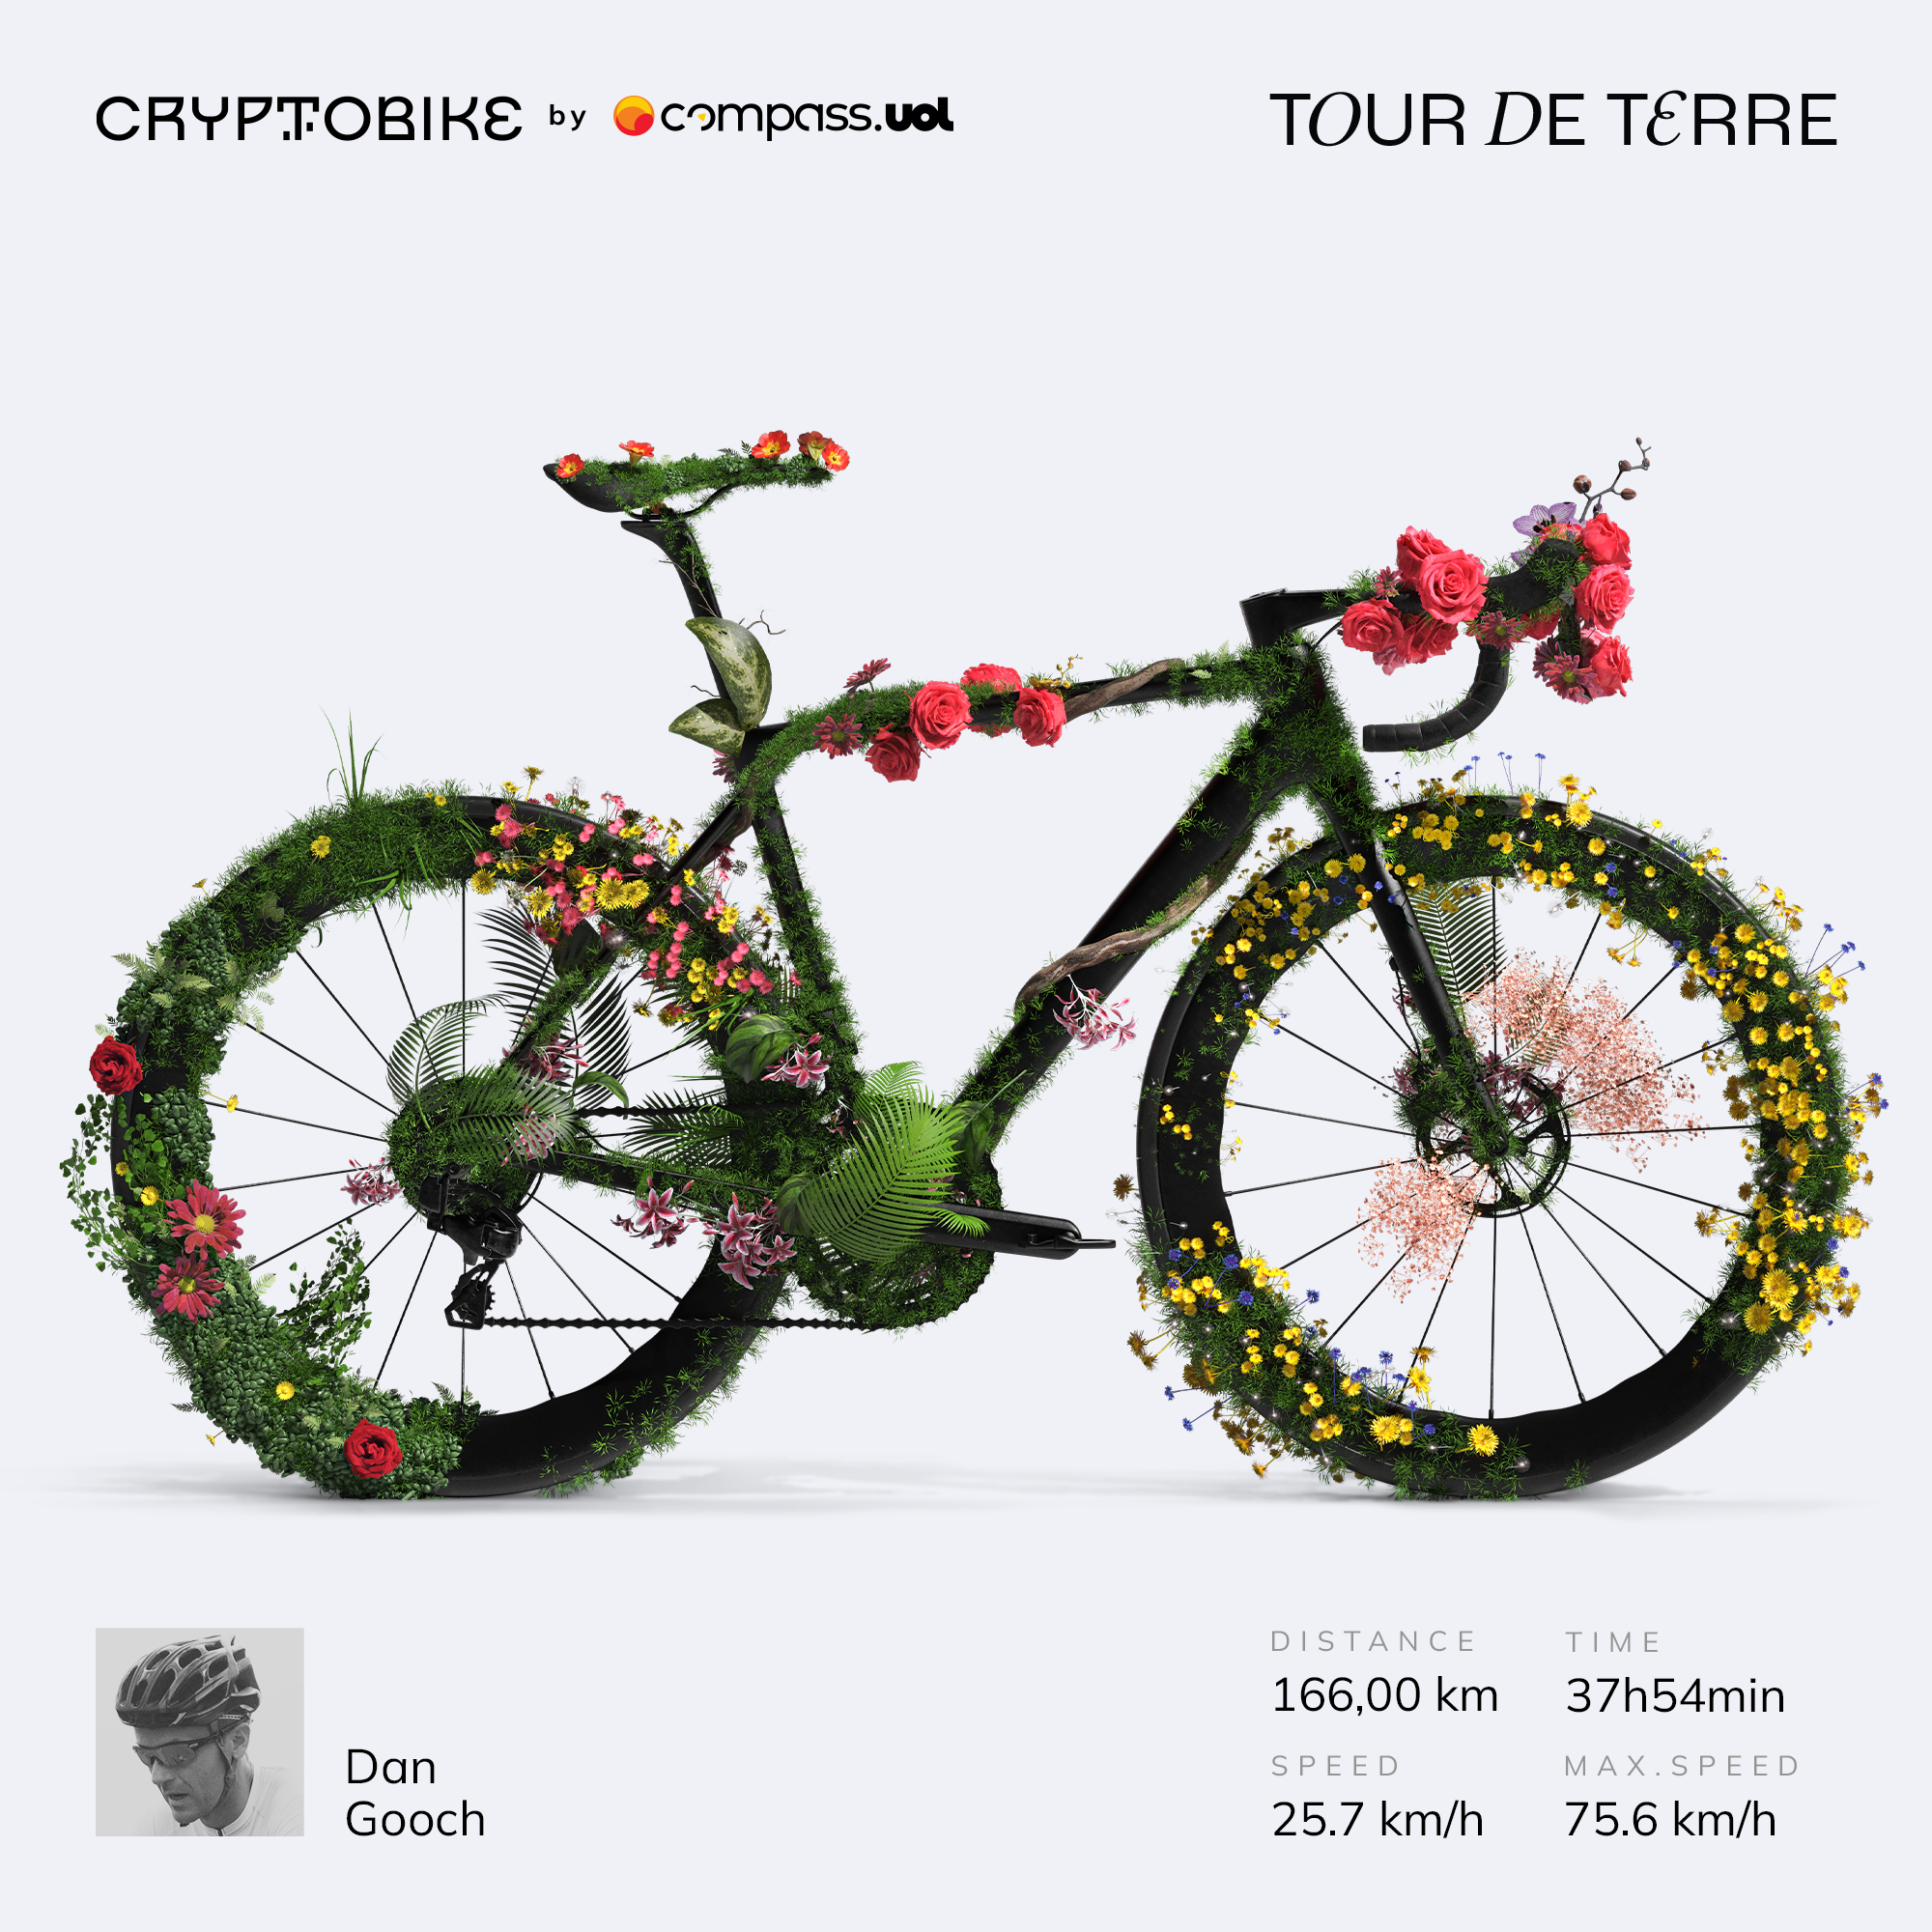 CRYPTOBIKE by compass.uol
TOUR DE TERRE
Dan
Gooch
DISTANCE
166,00 km
TIME
37h54min
SPEED
25.7 km/h
MAX.SPEED
75.6 km/h